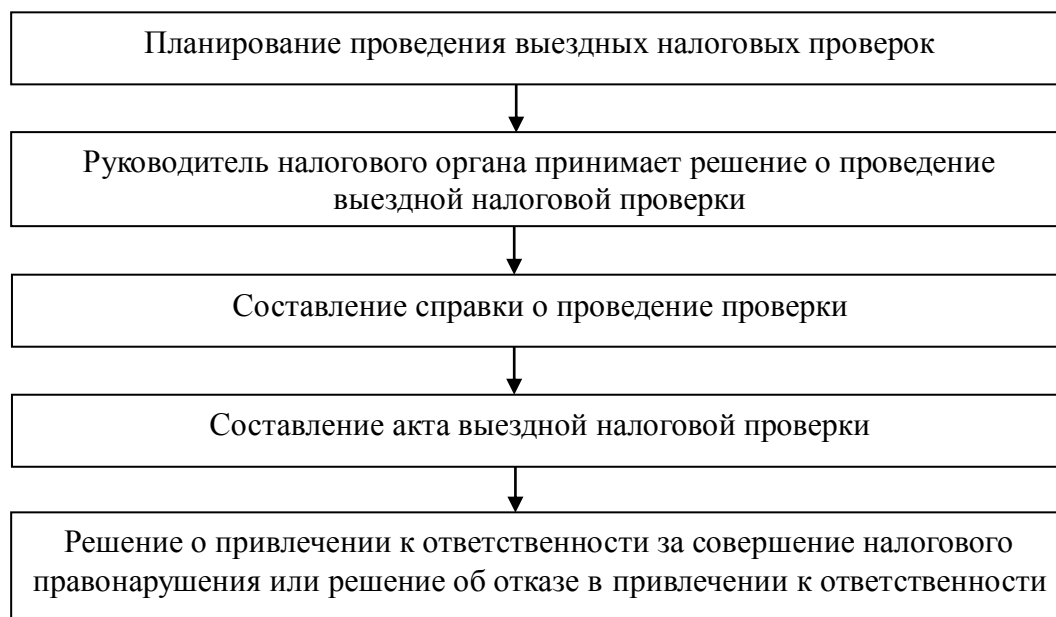 Планирование проведения выездных налоговых проверок
Руководитель налогового органа принимает решение о проведение
выездной налоговой проверки
Составление справки о проведение проверки
Составление акта выездной налоговой проверки
Решение о привлечении к ответственности за совершение налогового
правонарушения или решение об отказе в привлечении к ответственности